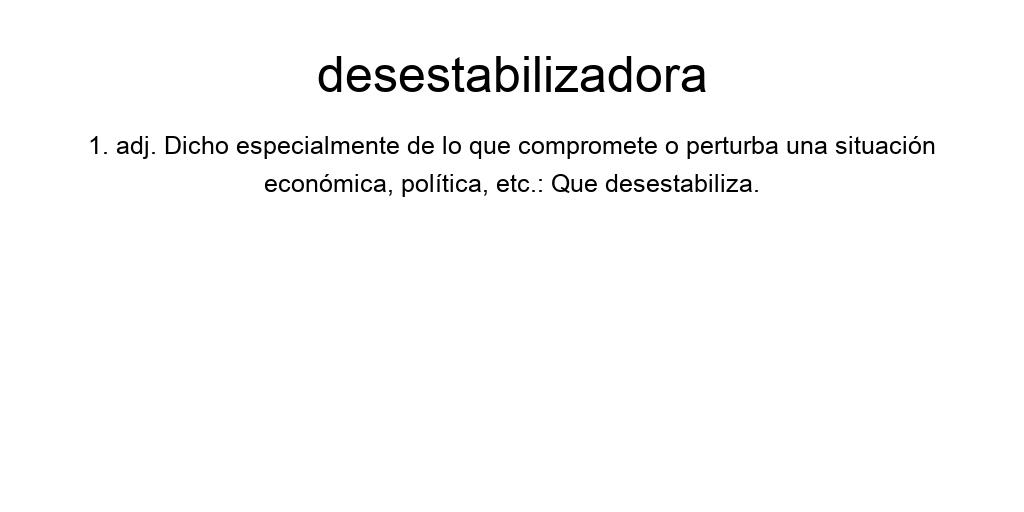 desestabilizadora
1. adj. Dicho especialmente de lo que compromete o perturba una situación
económica, política, etc.: Que desestabiliza.